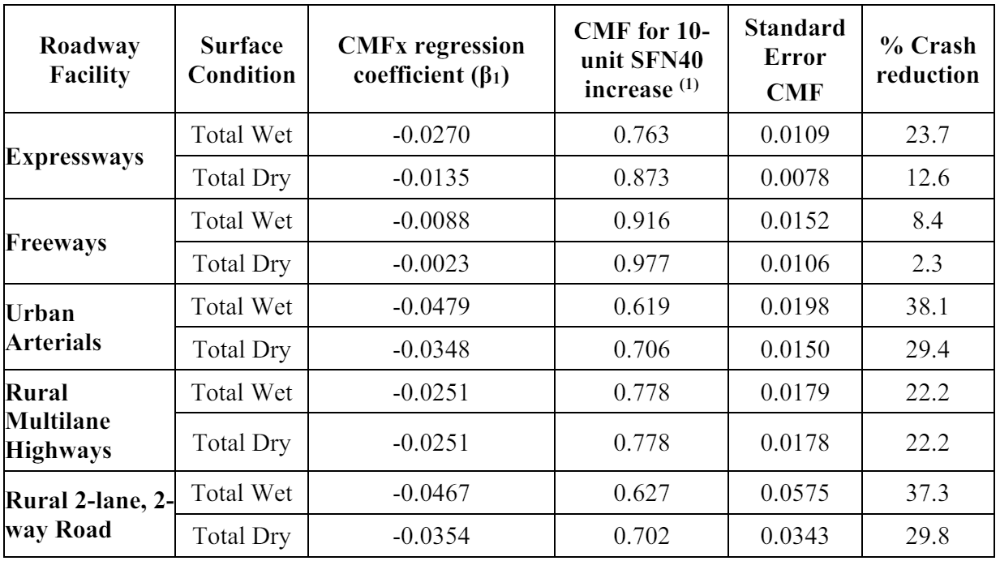 Roadway Facility | Surface Condition | CMFx regression coefficient (β₁) | CMF for 10-unit SFN40 increase ⁽¹⁾ | Standard Error CMF | % Crash reduction
Expressways | Total Wet | -0.0270 | 0.763 | 0.0109 | 23.7
Total Dry | -0.0135 | 0.873 | 0.0078 | 12.6
Freeways | Total Wet | -0.0088 | 0.916 | 0.0152 | 8.4
Total Dry | -0.0023 | 0.977 | 0.0106 | 2.3
Urban Arterials | Total Wet | -0.0479 | 0.619 | 0.0198 | 38.1
Total Dry | -0.0348 | 0.706 | 0.0150 | 29.4
Rural Multilane Highways | Total Wet | -0.0251 | 0.778 | 0.0179 | 22.2
Total Dry | -0.0251 | 0.778 | 0.0178 | 22.2
Rural 2-lane, 2-way Road | Total Wet | -0.0467 | 0.627 | 0.0575 | 37.3
Total Dry | -0.0354 | 0.702 | 0.0343 | 29.8